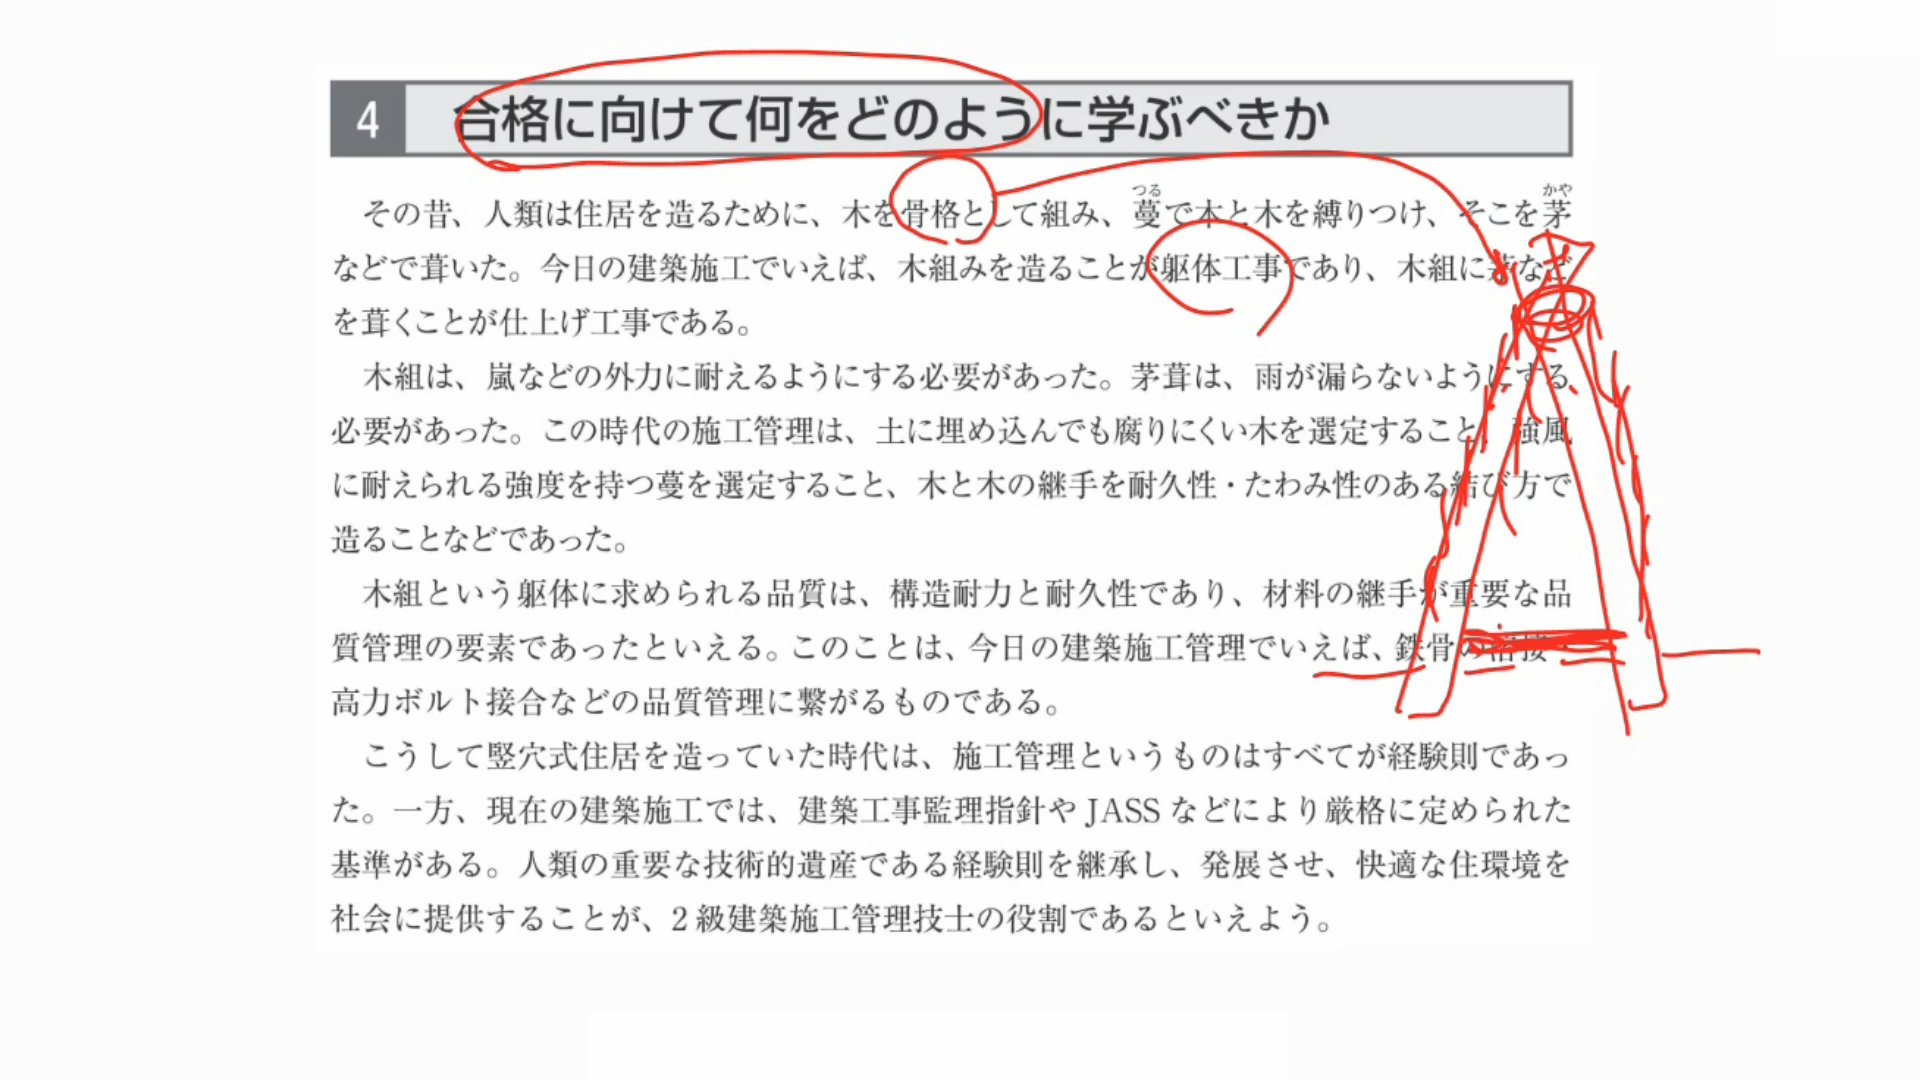 4 合格に向けて何をどのように学ぶべきか
つる かや
その昔、人類は住居を造るために、木を骨格として組み、蔓で木と木を縛りつけ、そこを茅
などで葺いた。今日の建築施工でいえば、木組みを造ることが躯体工事であり、木組に茅など
を葺くことが仕上げ工事である。
木組は、嵐などの外力に耐えるようにする必要があった。茅葺は、雨が漏らないようにする
必要があった。この時代の施工管理は、土に埋め込んでも腐りにくい木を選定すること、強風
に耐えられる強度を持つ蔓を選定すること、木と木の継手を耐久性・たわみ性のある結び方で
造ることなどであった。
木組という躯体に求められる品質は、構造耐力と耐久性であり、材料の継手が重要な品
質管理の要素であったといえる。このことは、今日の建築施工管理でいえば、鉄骨の溶接・
高力ボルト接合などの品質管理に繋がるものである。
こうして竪穴式住居を造っていた時代は、施工管理というものはすべてが経験則であっ
た。一方、現在の建築施工では、建築工事監理指針や JASS などにより厳格に定められた
基準がある。人類の重要な技術的遺産である経験則を継承し、発展させ、快適な住環境を
社会に提供することが、2 級建築施工管理技士の役割であるといえよう。